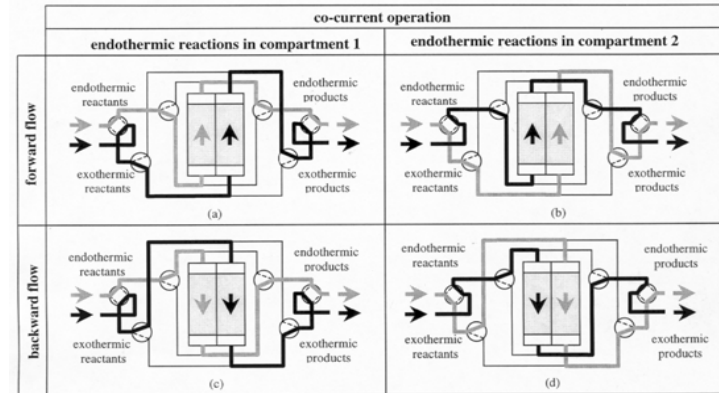 co-current operation
endothermic reactions in compartment 1
endothermic reactions in compartment 2
forward flow
endothermic
reactants
endothermic
products
exothermic
reactants
exothermic
products
(a)
endothermic
reactants
endothermic
products
exothermic
reactants
exothermic
products
(b)
backward flow
endothermic
reactants
endothermic
products
exothermic
reactants
exothermic
products
(c)
endothermic
reactants
endothermic
products
exothermic
reactants
exothermic
products
(d)